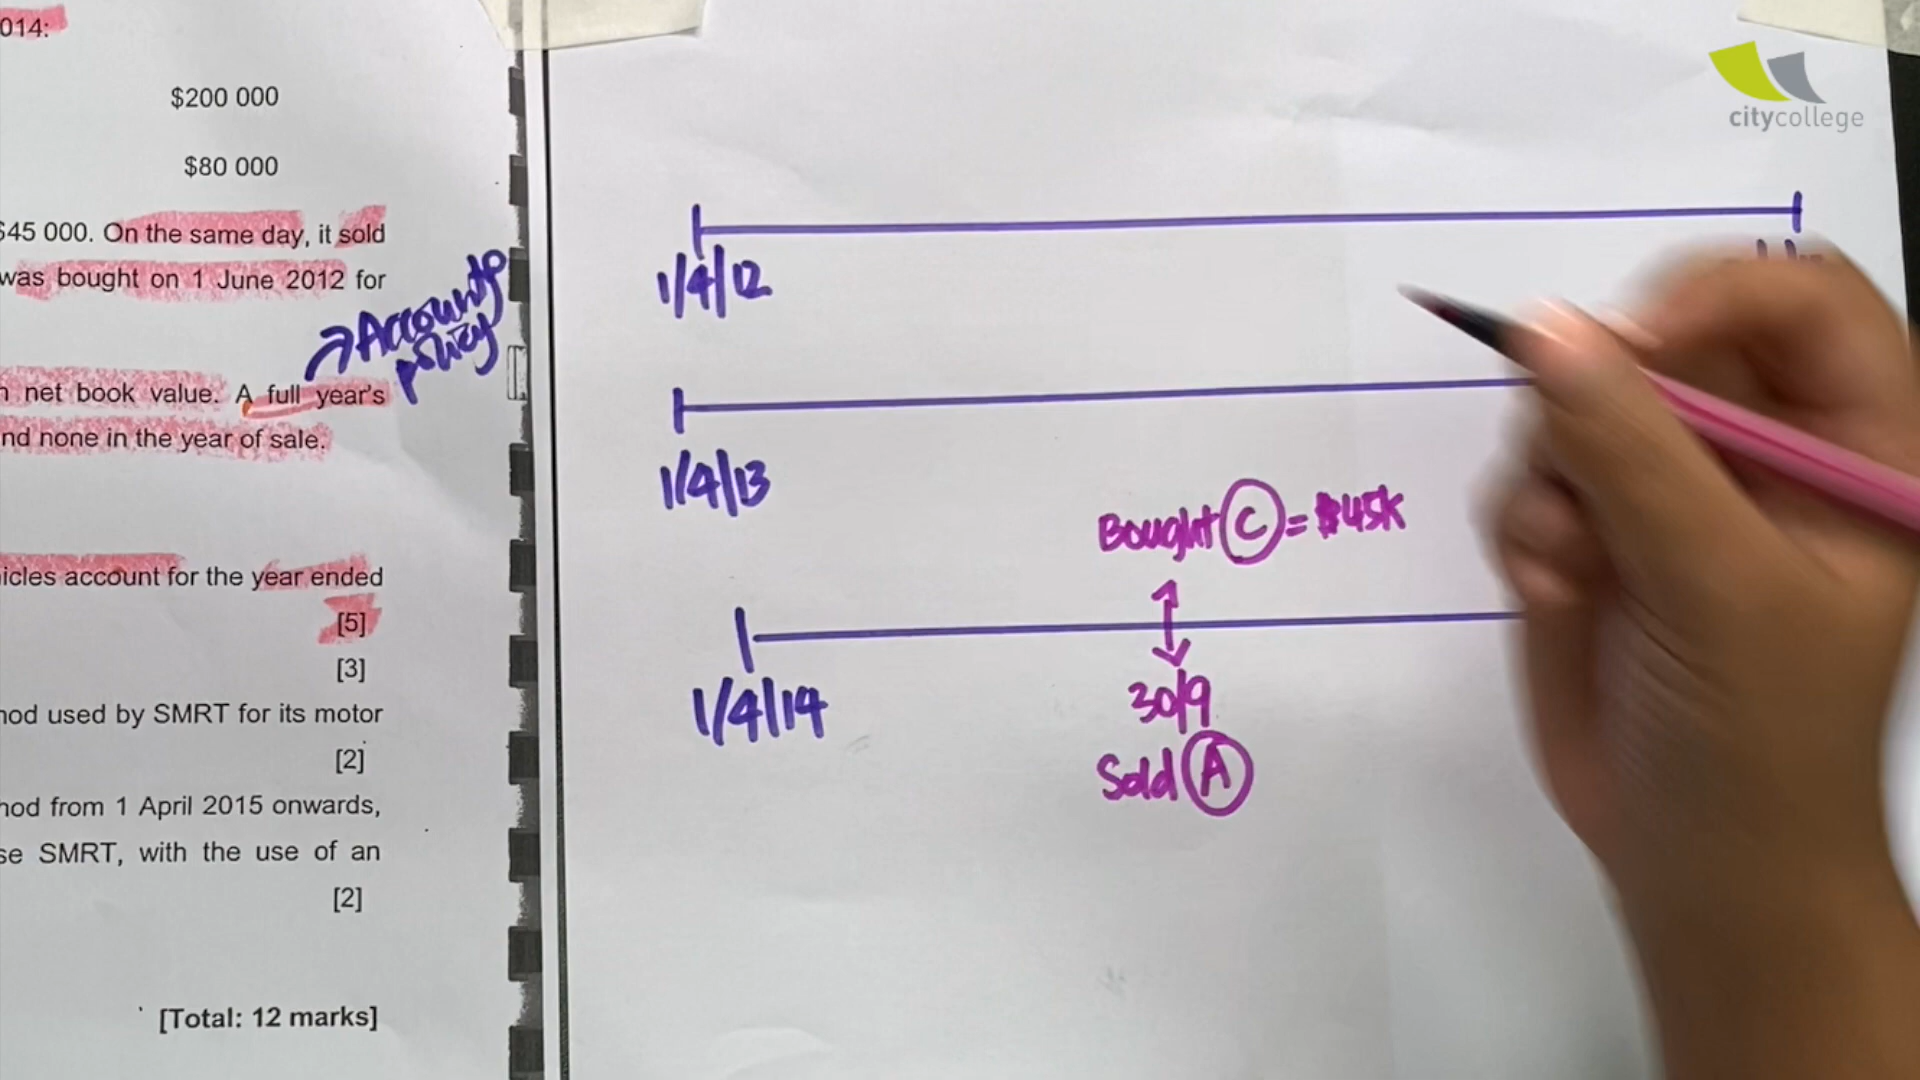 014:
$200 000
$80 000
$45 000. On the same day, it sold
was bought on 1 June 2012 for
Accounts
policy
net book value. A full year's
nd none in the year of sale.
icles account for the year ended
[5]
[3]
hod used by SMRT for its motor
[2]
hod from 1 April 2015 onwards,
se SMRT, with the use of an
[2]
[Total: 12 marks]
citycollege
1/4/12
1/4/13
Bought C = $45K
1/4/14
30/9
Sold A